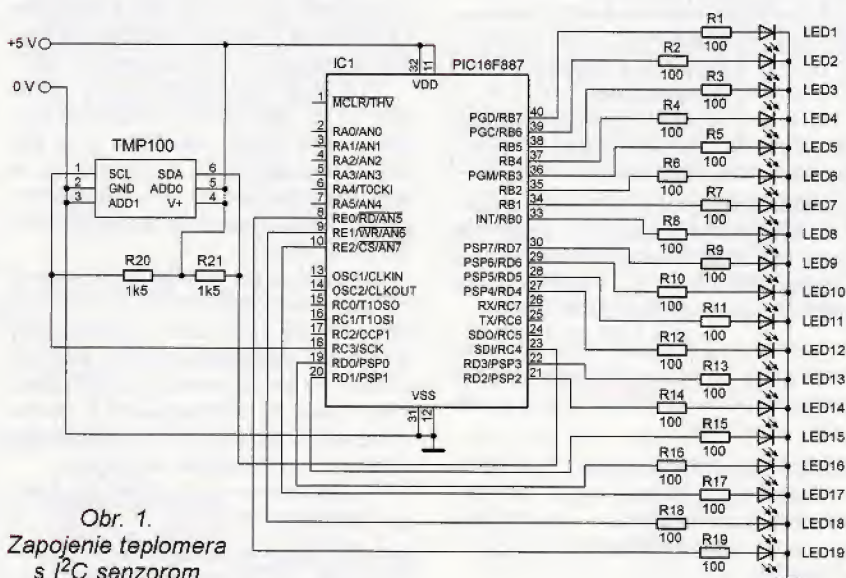 +5 V
0 V
TMP100
1 SCL SDA 6
2 GND ADD0 5
3 ADD1 V+ 4
R20
1k5
R21
1k5
IC1
PIC16F887
32 11
VDD
1 MCLR/THV
2 RA0/AN0
3 RA1/AN1
4 RA2/AN2
5 RA3/AN3
6 RA4/T0CKI
7 RA5/AN4
8 RE0/RD/AN5
9 RE1/WR/AN6
10 RE2/CS/AN7
13 OSC1/CLKIN
14 OSC2/CLKOUT
15 RC0/T1OSO
16 RC1/T1OSI
17 RC2/CCP1
18 RC3/SCK
19 RD0/PSP0
20 RD1/PSP1
PGD/RB7 40
PGC/RB6 39
RB5 38
RB4 37
PGM/RB3 36
RB2 35
RB1 34
INT/RB0 33
PSP7/RD7 30
PSP6/RD6 29
PSP5/RD5 28
PSP4/RD4 27
RX/RC7 26
TX/RC6 25
SDO/RC5 24
SDI/RC4 23
RD3/PSP3 22
RD2/PSP2 21
VSS
31 12
R1 100 LED1
R2 100 LED2
R3 100 LED3
R4 100 LED4
R5 100 LED5
R6 100 LED6
R7 100 LED7
R8 100 LED8
R9 100 LED9
R10 100 LED10
R11 100 LED11
R12 100 LED12
R13 100 LED13
R14 100 LED14
R15 100 LED15
R16 100 LED16
R17 100 LED17
R18 100 LED18
R19 100 LED19
Obr. 1.
Zapojenie teplomera
s I²C senzorom